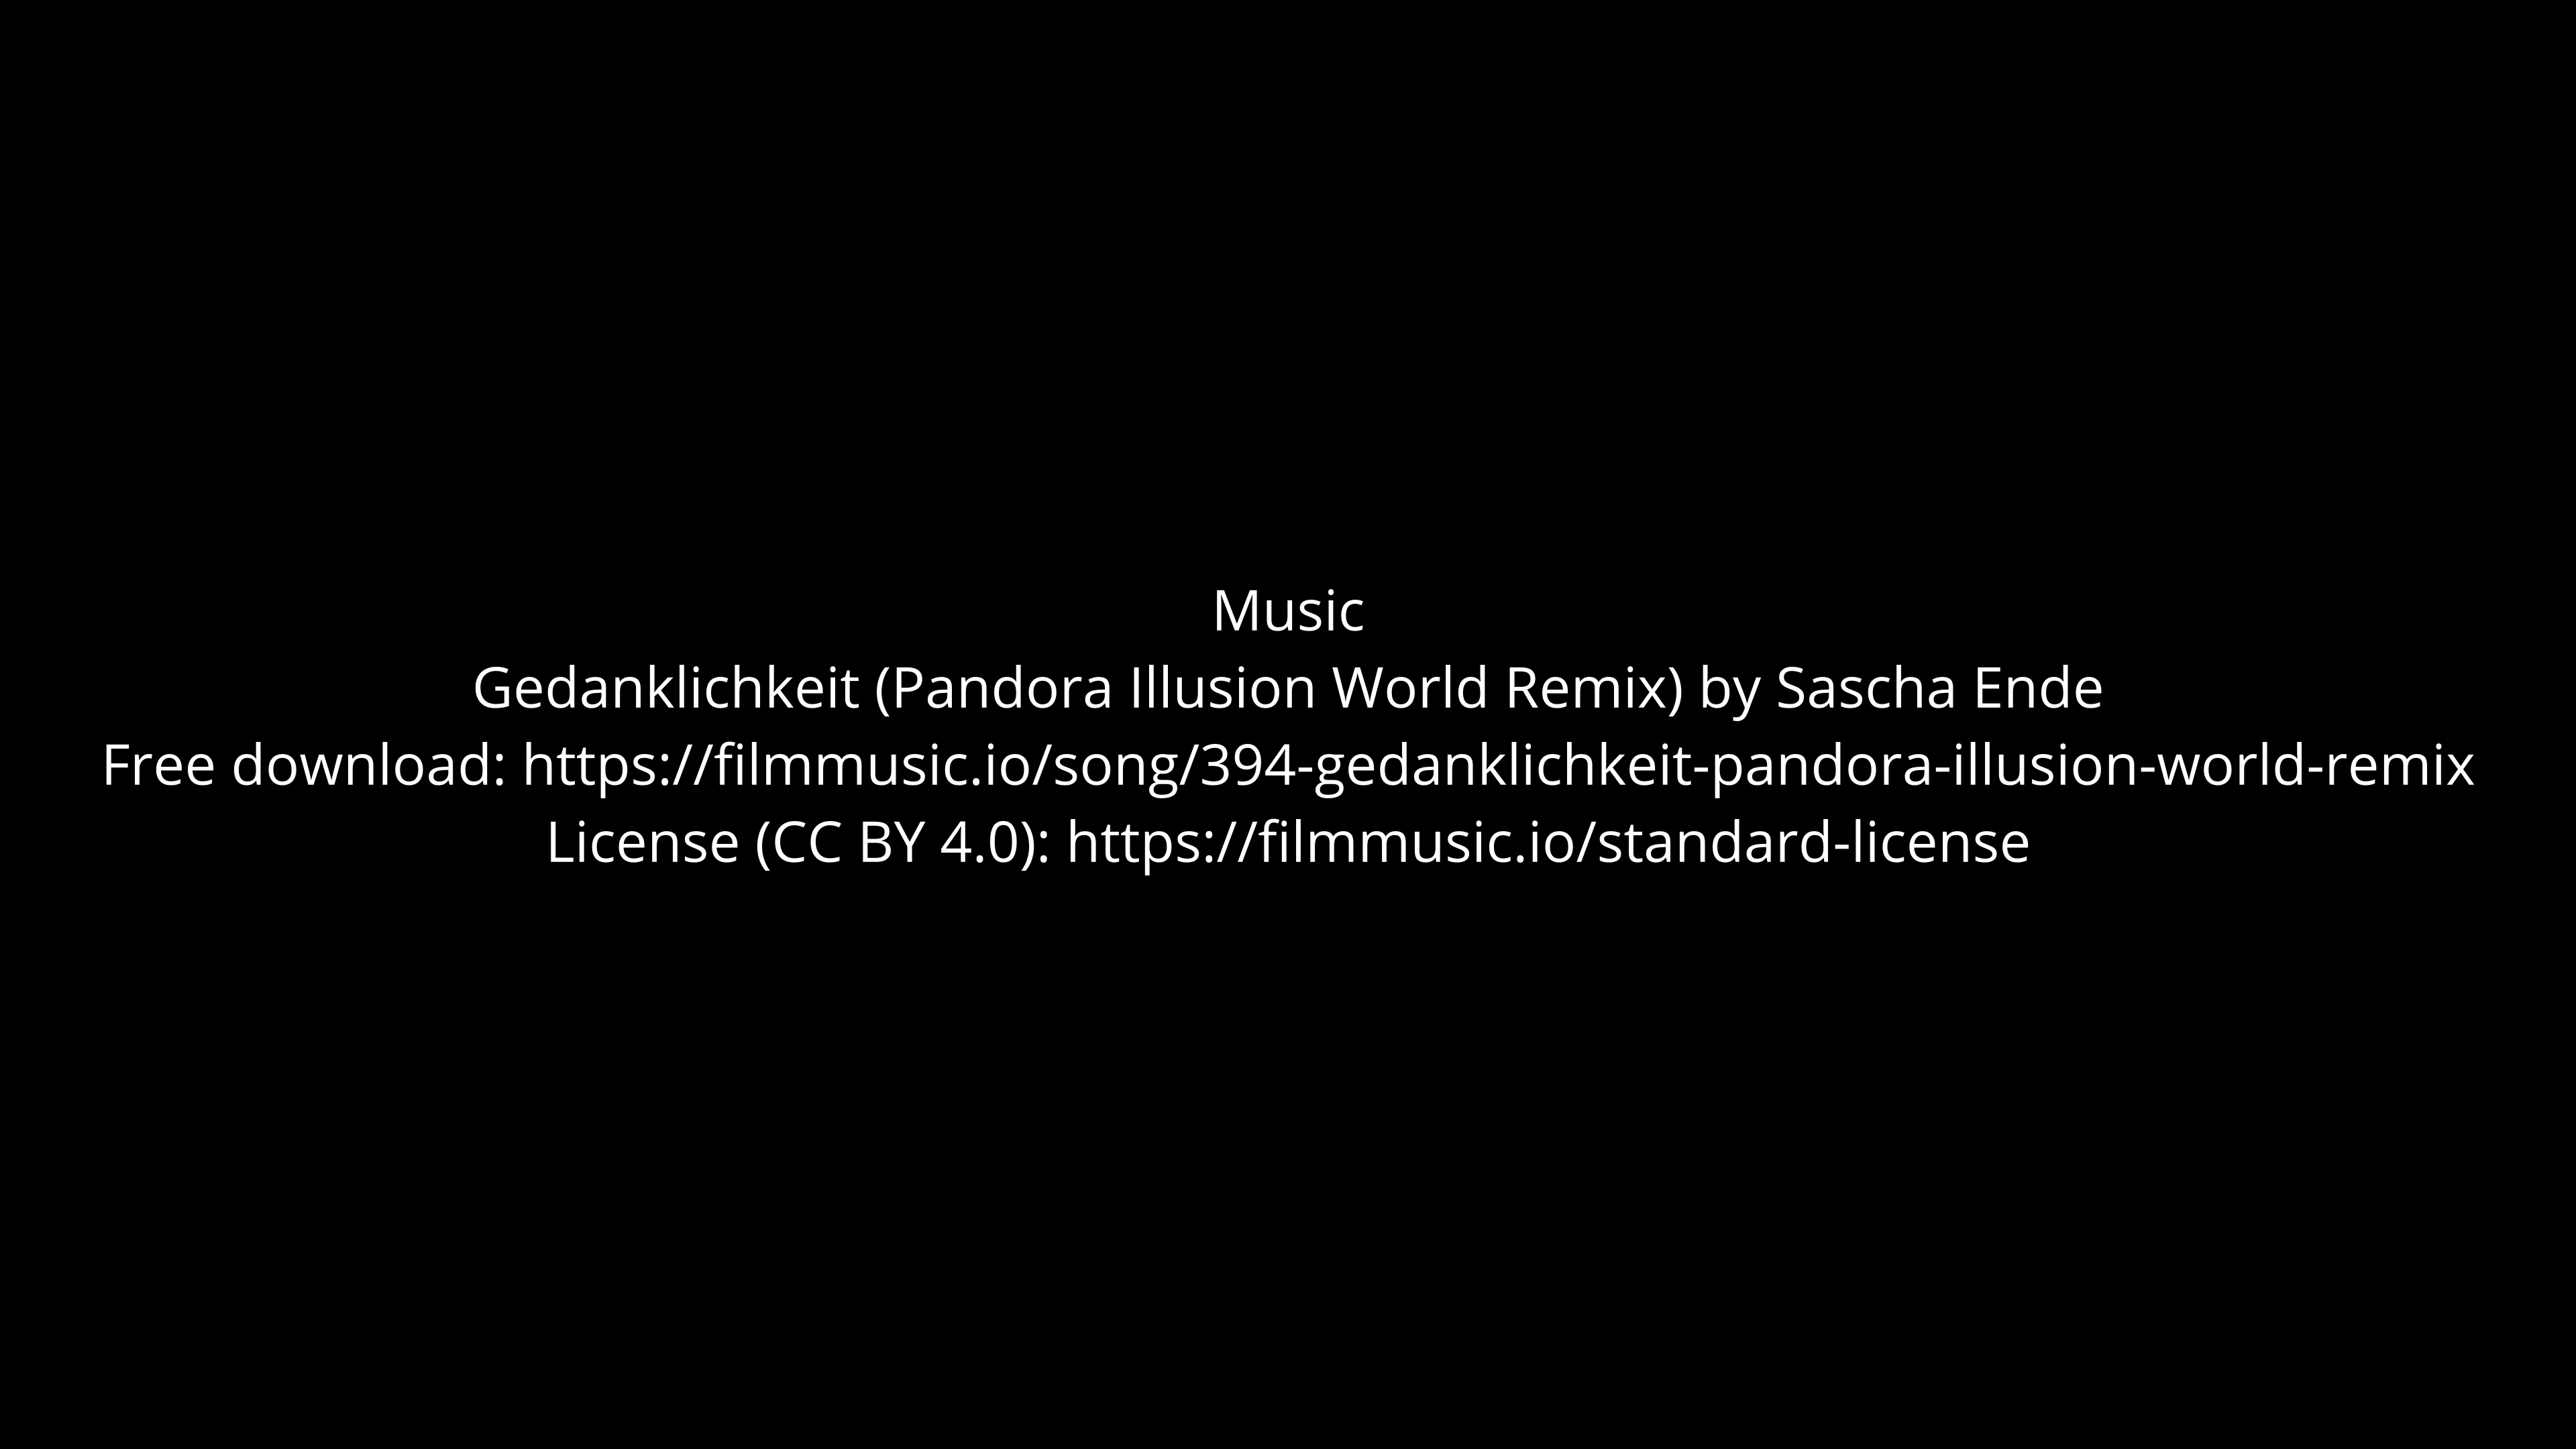 Music
Gedanklichkeit (Pandora Illusion World Remix) by Sascha Ende
Free download: https://filmmusic.io/song/394-gedanklichkeit-pandora-illusion-world-remix
License (CC BY 4.0): https://filmmusic.io/standard-license